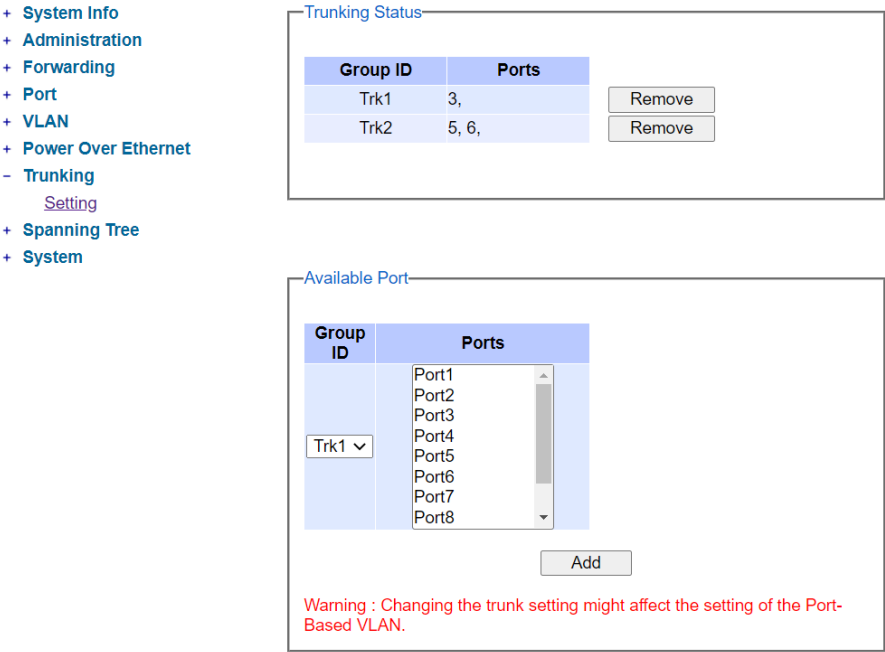 + System Info
+ Administration
+ Forwarding
+ Port
+ VLAN
+ Power Over Ethernet
- Trunking
Setting
+ Spanning Tree
+ System
Trunking Status
Group ID Ports
Trk1 3, Remove
Trk2 5, 6, Remove
Available Port
Group
ID Ports
Trk1
Port1
Port2
Port3
Port4
Port5
Port6
Port7
Port8
Add
Warning : Changing the trunk setting might affect the setting of the Port-
Based VLAN.